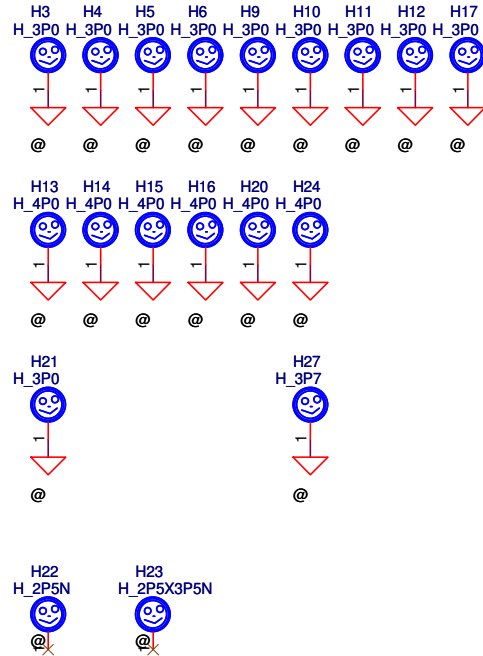 H3 H4 H5 H6 H9 H10 H11 H12 H17
H_3P0 H_3P0 H_3P0 H_3P0 H_3P0 H_3P0 H_3P0 H_3P0 H_3P0
1 1 1 1 1 1 1 1 1
@ @ @ @ @ @ @ @ @
H13 H14 H15 H16 H20 H24
H_4P0 H_4P0 H_4P0 H_4P0 H_4P0 H_4P0
1 1 1 1 1 1
@ @ @ @ @ @
H21 H27
H_3P0 H_3P7
1 1
@ @
H22 H23
H_2P5N H_2P5X3P5N
@ @
1 1